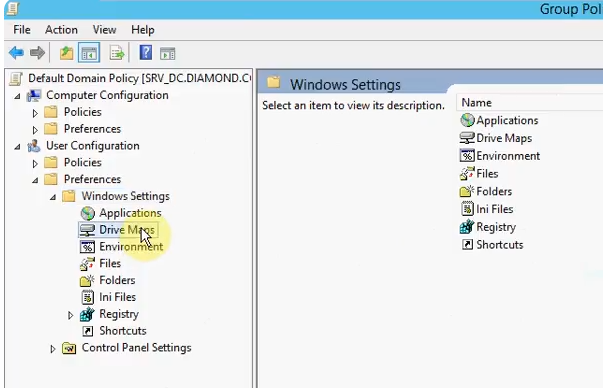 Group Pol
File Action View Help
Default Domain Policy [SRV_DC.DIAMOND.C
Computer Configuration
Policies
Preferences
User Configuration
Policies
Preferences
Windows Settings
Applications
Drive Maps
Environment
Files
Folders
Ini Files
Registry
Shortcuts
Control Panel Settings
Windows Settings
Select an item to view its description.
Name
Applications
Drive Maps
Environment
Files
Folders
Ini Files
Registry
Shortcuts